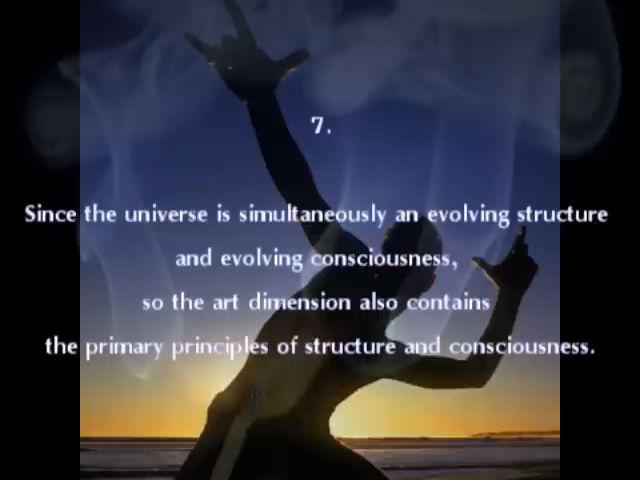 7.
Since the universe is simultaneously an evolving structure
and evolving consciousness,
so the art dimension also contains
the primary principles of structure and consciousness.